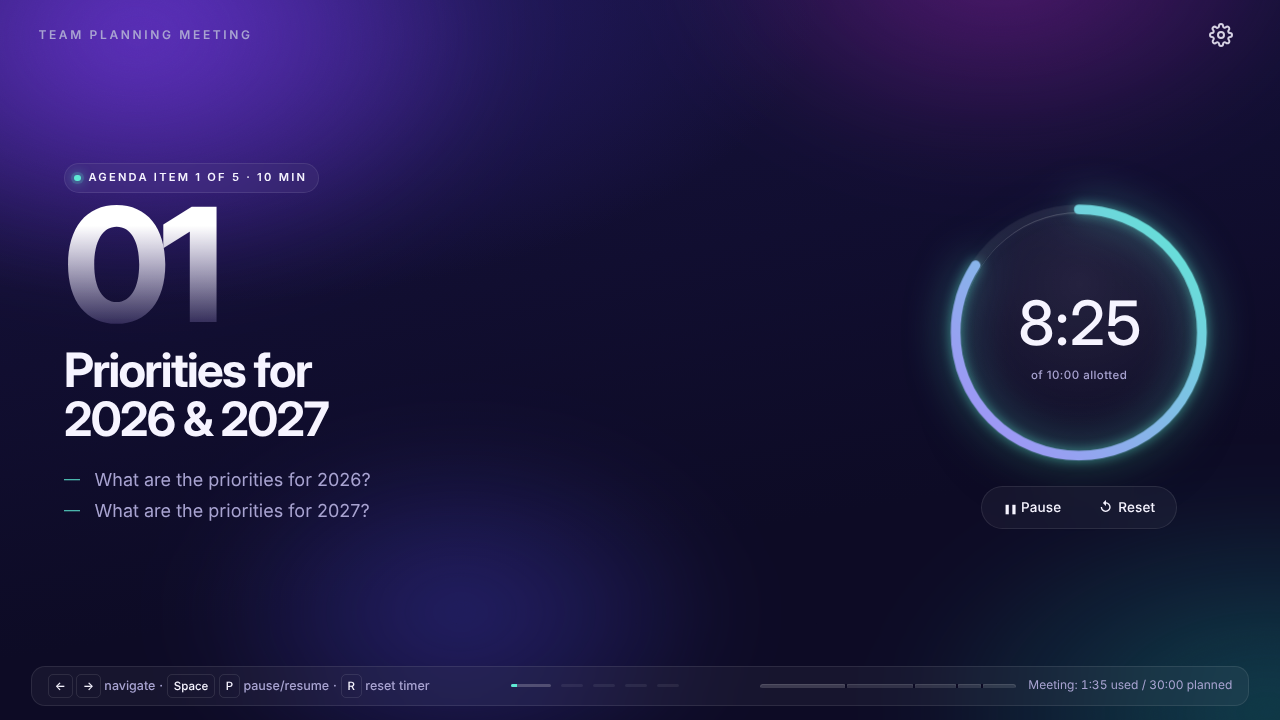 TEAM PLANNING MEETING
AGENDA ITEM 1 OF 5 · 10 MIN
01
Priorities for
2026 & 2027
— What are the priorities for 2026?
— What are the priorities for 2027?
8:25
of 10:00 allotted
Pause
Reset
← → navigate · Space P pause/resume · R reset timer
Meeting: 1:35 used / 30:00 planned